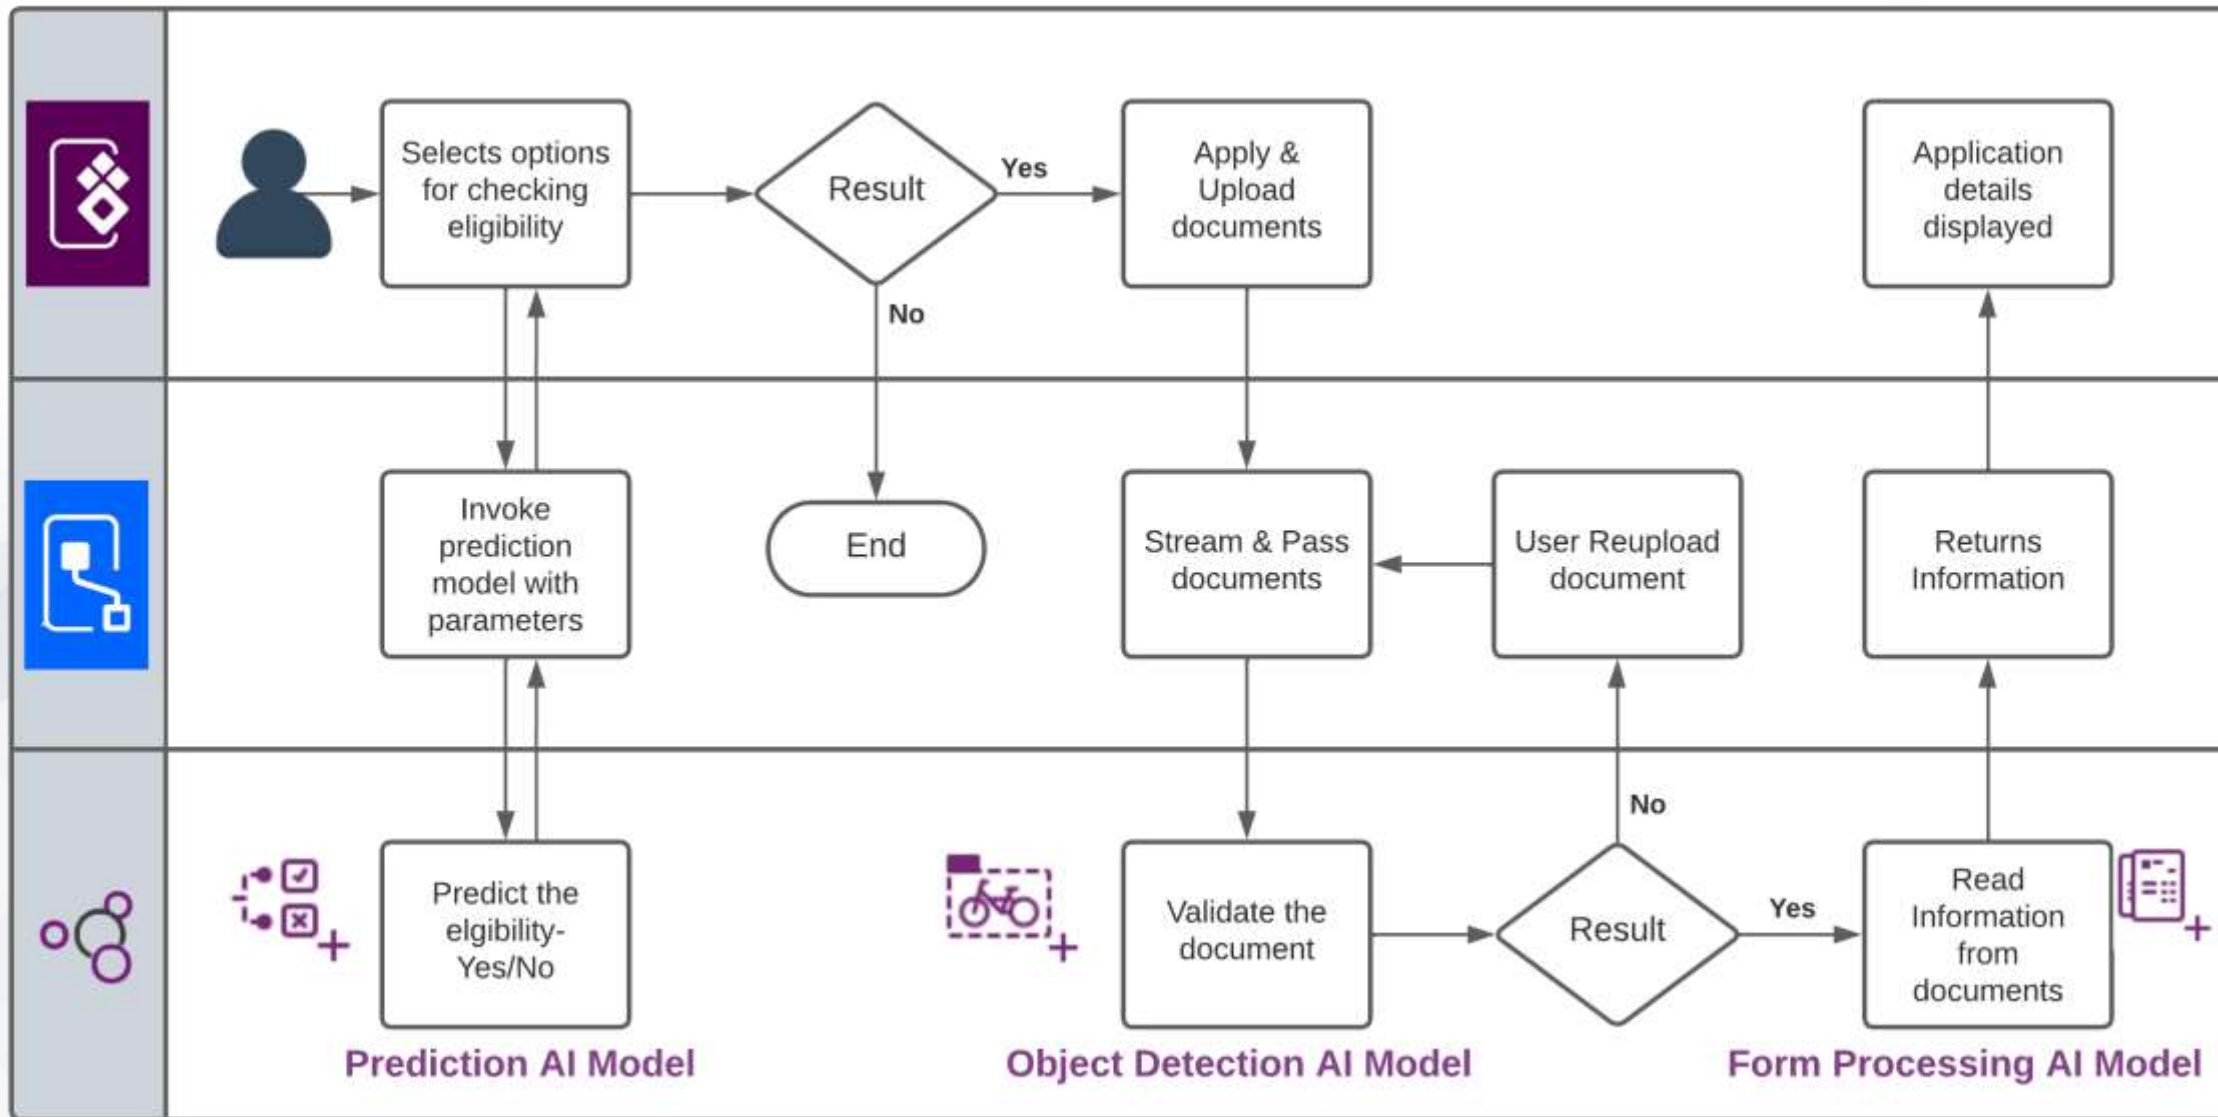 Selects options
for checking
eligibility
Result
Yes
No
Apply &
Upload
documents
Application
details
displayed
Invoke
prediction
model with
parameters
End
Stream & Pass
documents
User Reupload
document
Returns
Information
Predict the
elgibility-
Yes/No
Validate the
document
Result
No
Yes
Read
Information
from
documents
Prediction AI Model
Object Detection AI Model
Form Processing AI Model